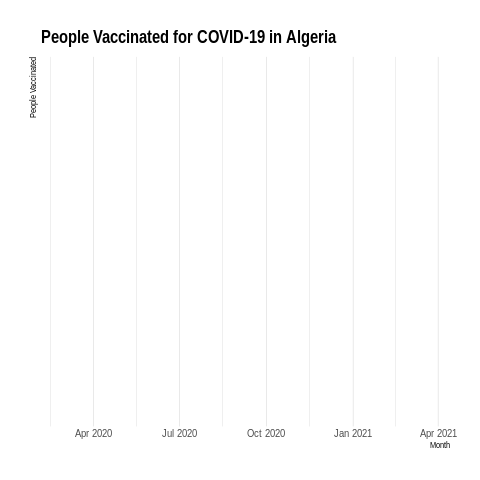 People Vaccinated for COVID-19 in Algeria
People Vaccinated
Apr 2020
Jul 2020
Oct 2020
Jan 2021
Apr 2021
Month